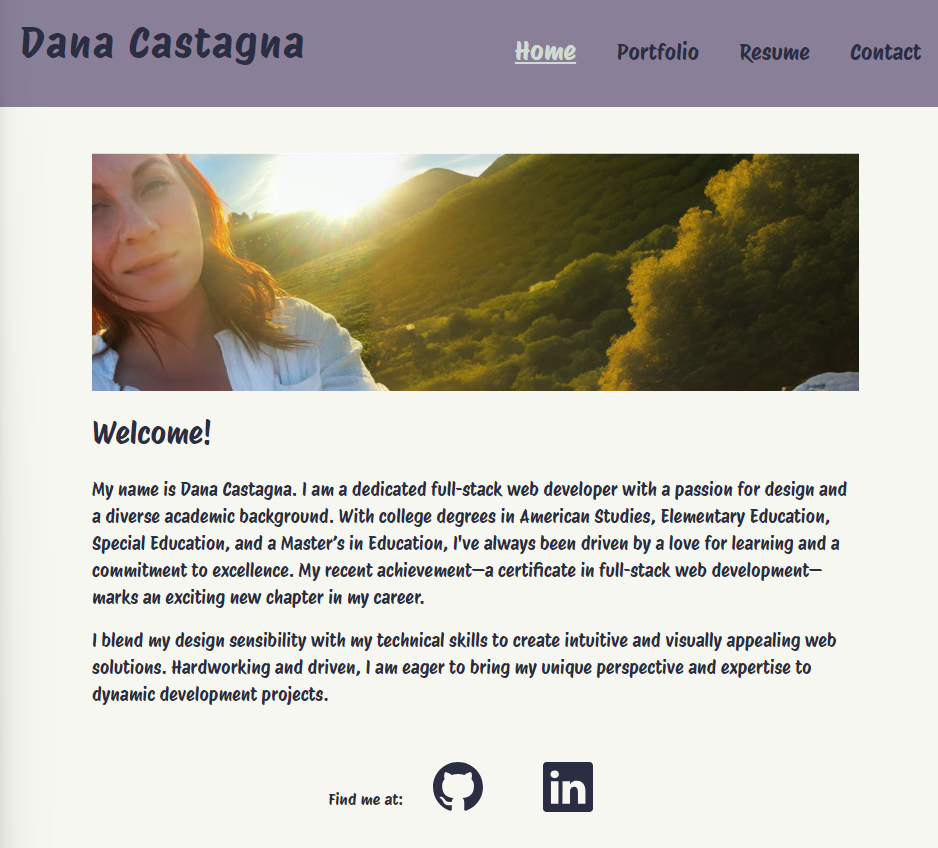 Dana Castagna
Home Portfolio Resume Contact
Welcome!
My name is Dana Castagna. I am a dedicated full-stack web developer with a passion for design and
a diverse academic background. With college degrees in American Studies, Elementary Education,
Special Education, and a Master’s in Education, I've always been driven by a love for learning and a
commitment to excellence. My recent achievement—a certificate in full-stack web development—
marks an exciting new chapter in my career.
I blend my design sensibility with my technical skills to create intuitive and visually appealing web
solutions. Hardworking and driven, I am eager to bring my unique perspective and expertise to
dynamic development projects.
Find me at:
in